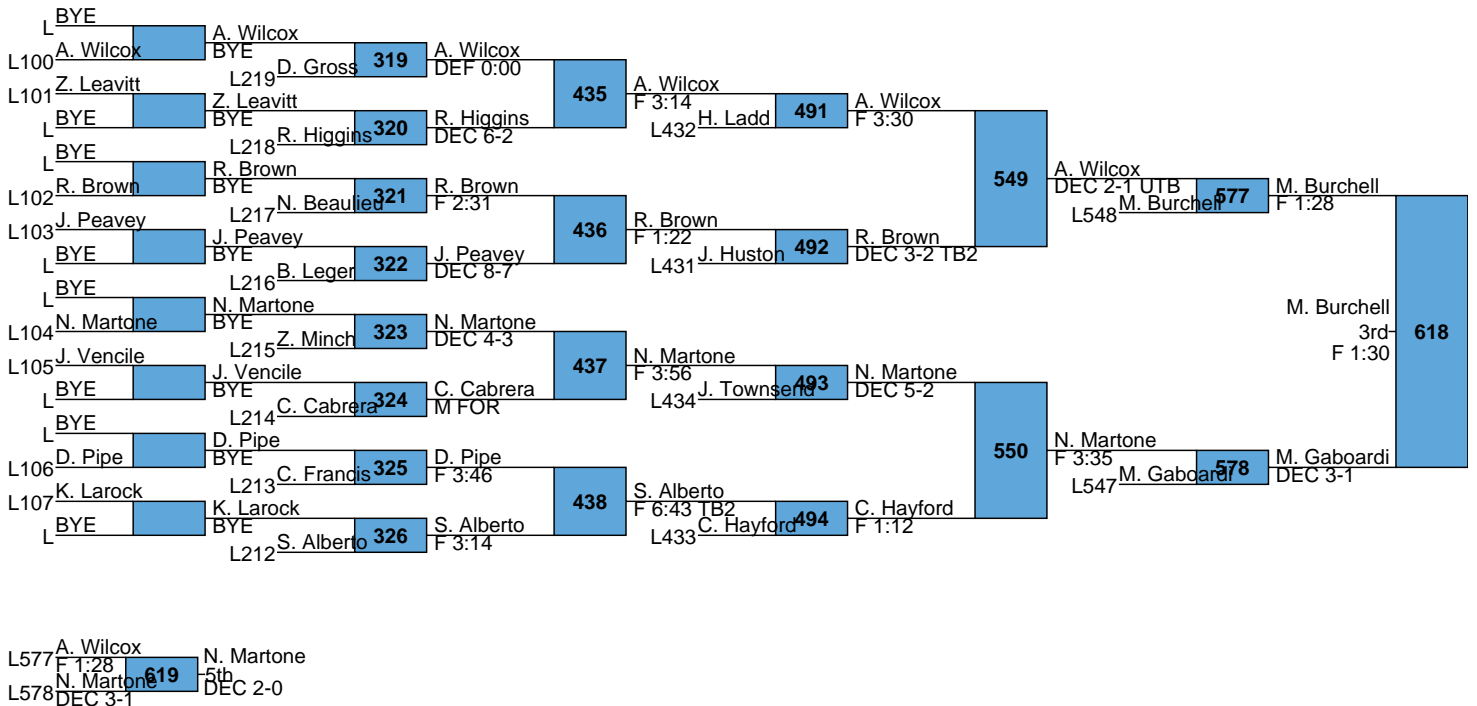 BYE
L
A. Wilcox
BYE
L100 A. Wilcox
319
A. Wilcox
DEF 0:00
L219 D. Gross
435
A. Wilcox
F 3:14
L101 Z. Leavitt
Z. Leavitt
BYE
L BYE
320
R. Higgins
DEC 6-2
L218 R. Higgins
L432 H. Ladd
491
A. Wilcox
F 3:30
L BYE
R. Brown
BYE
L102 R. Brown
321
R. Brown
F 2:31
L217 N. Beaulieu
436
R. Brown
F 1:22
L103 J. Peavey
J. Peavey
BYE
L BYE
322
J. Peavey
DEC 8-7
L216 B. Leger
L431 J. Huston
492
R. Brown
DEC 3-2 TB2
549
A. Wilcox
DEC 2-1 UTB
L548 M. Burchell
577
M. Burchell
F 1:28
L BYE
N. Martone
BYE
L104 N. Martone
323
N. Martone
DEC 4-3
L215 Z. Minch
437
N. Martone
F 3:56
L105 J. Vencile
J. Vencile
BYE
L BYE
324
C. Cabrera
M FOR
L214 C. Cabrera
L434 J. Townsend
493
N. Martone
DEC 5-2
M. Burchell
3rd
F 1:30
618
L BYE
D. Pipe
BYE
L106 D. Pipe
325
D. Pipe
F 3:46
L213 C. Francis
438
S. Alberto
F 6:43 TB2
L107 K. Larock
K. Larock
BYE
L BYE
326
S. Alberto
F 3:14
L212 S. Alberto
L433 C. Hayford
494
C. Hayford
F 1:12
550
N. Martone
F 3:35
L547 M. Gaboardi
578
M. Gaboardi
DEC 3-1
L577 A. Wilcox
F 1:28
L578 N. Martone
DEC 3-1
619
N. Martone
5th
DEC 2-0